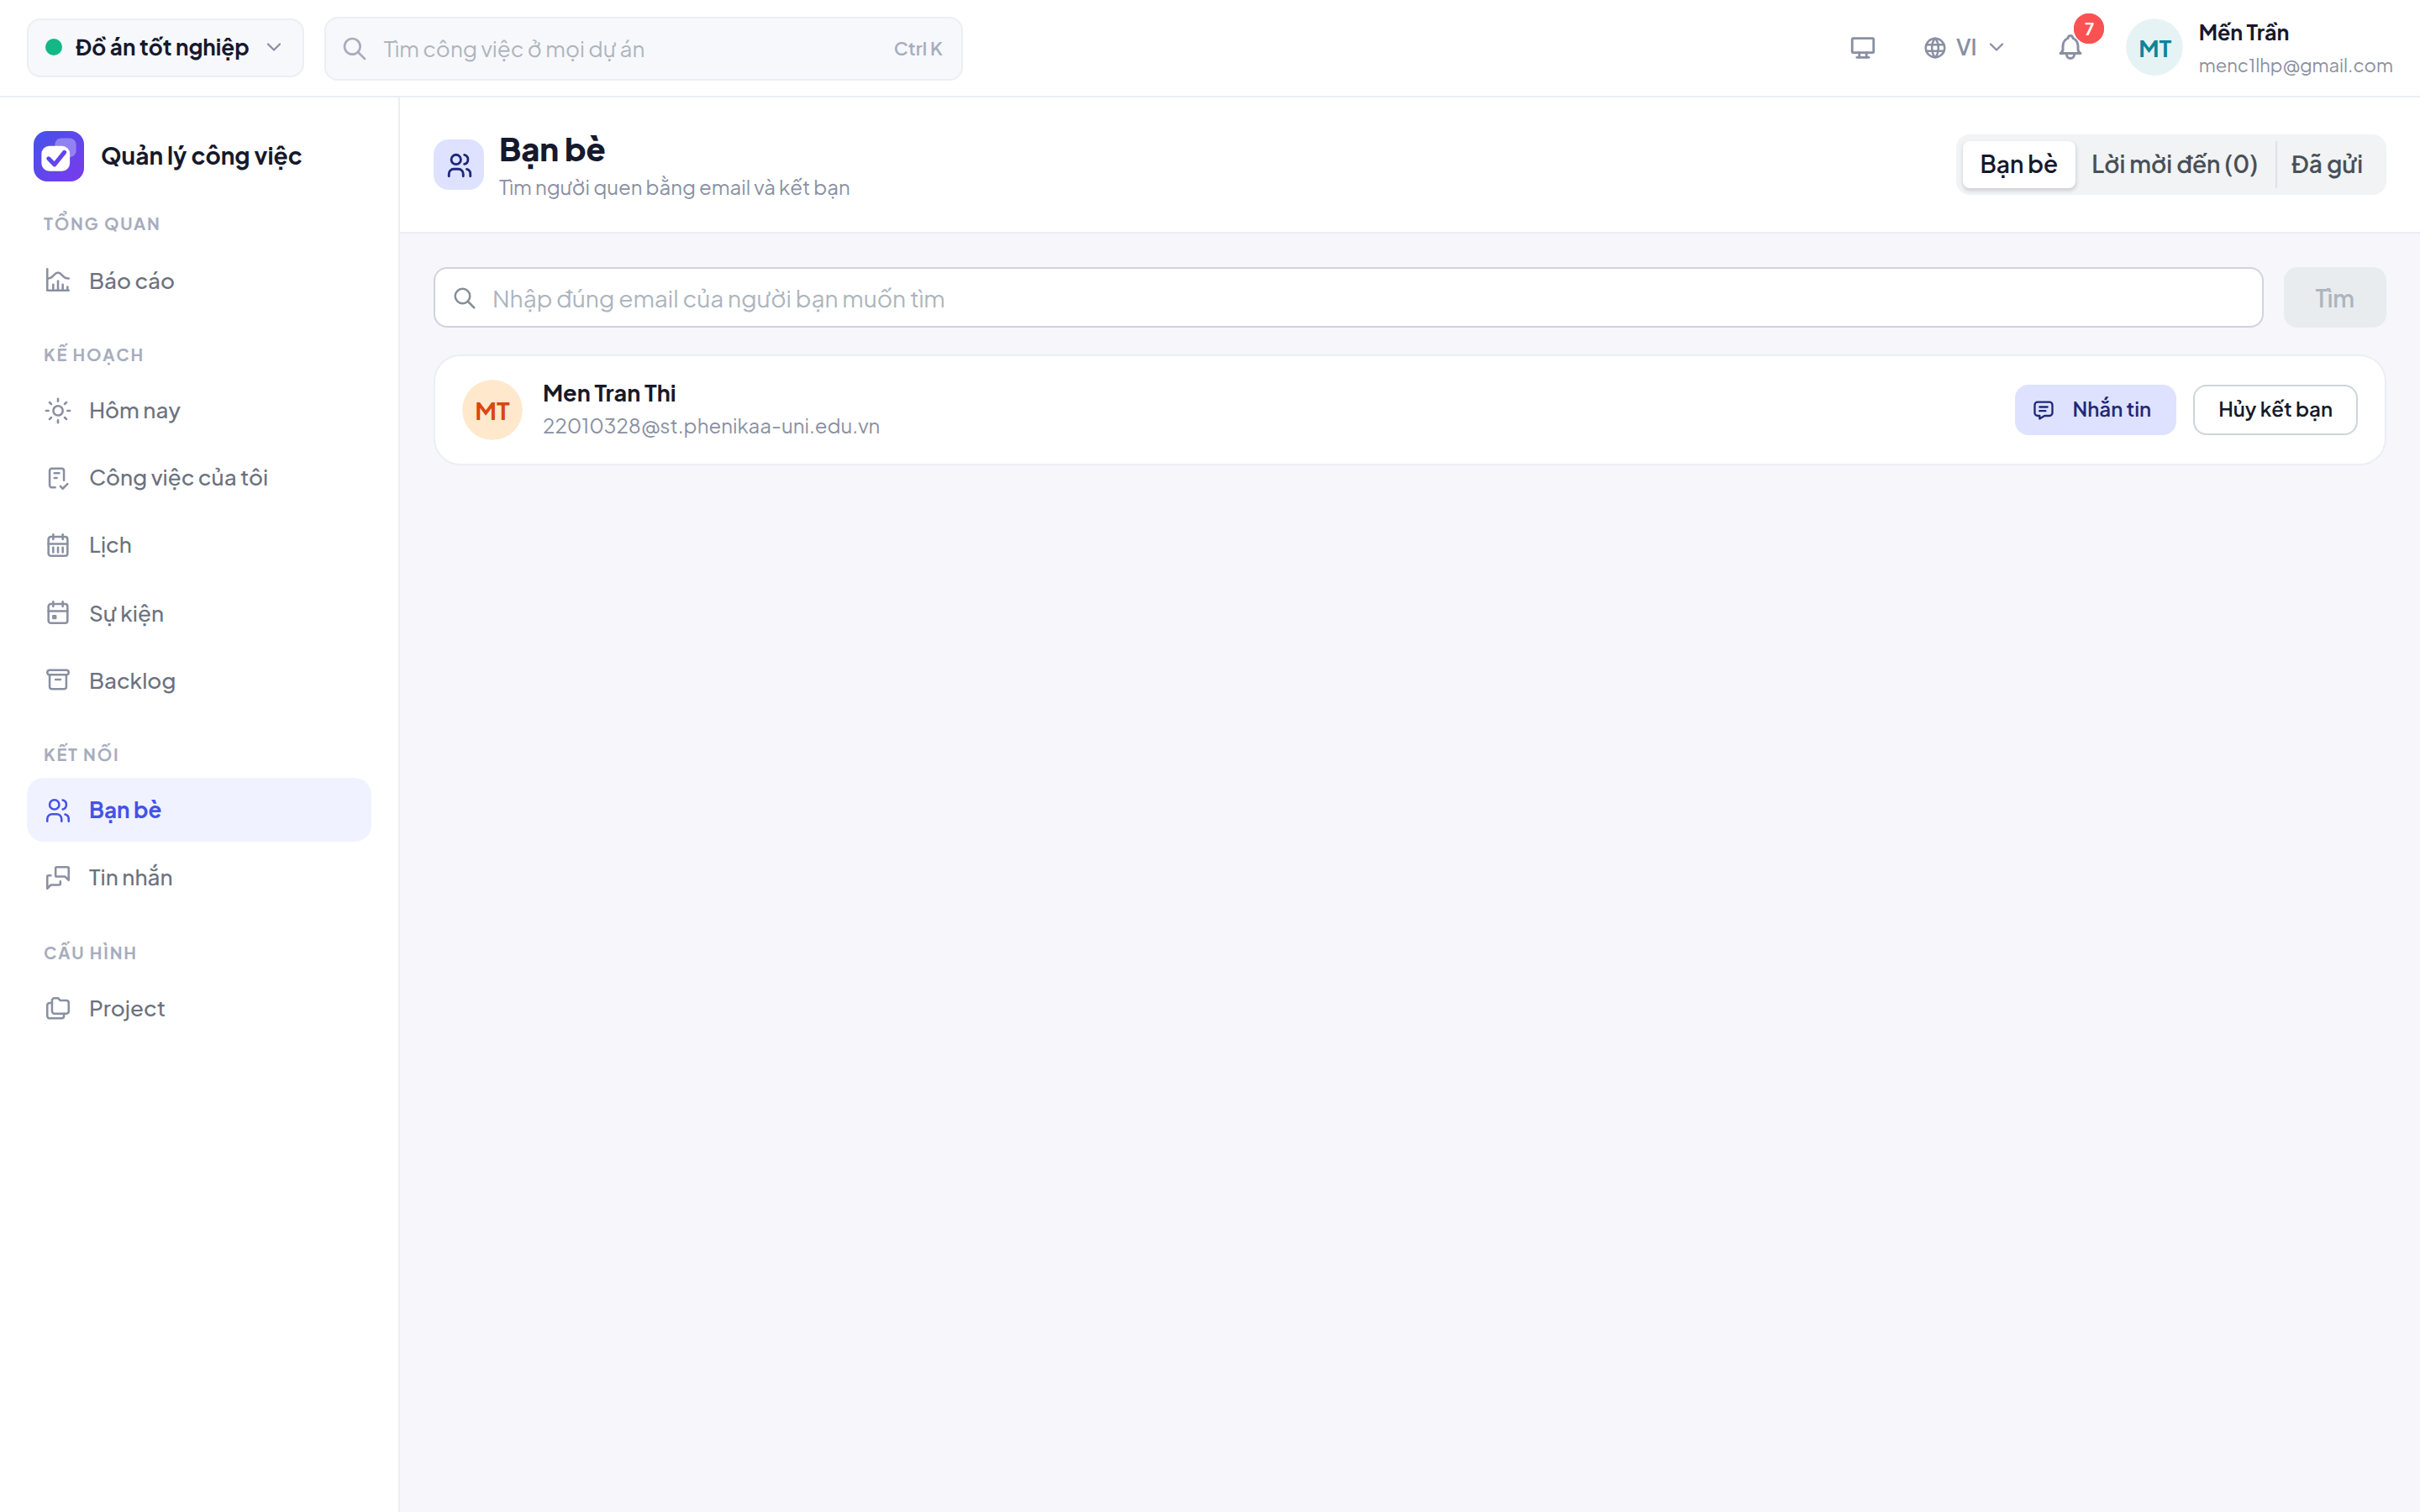 Đồ án tốt nghiệp
Tìm công việc ở mọi dự án
Ctrl K
VI
7
MT
Mến Trần
menc1lhp@gmail.com
Quản lý công việc
TỔNG QUAN
Báo cáo
KẾ HOẠCH
Hôm nay
Công việc của tôi
Lịch
Sự kiện
Backlog
KẾT NỐI
Bạn bè
Tin nhắn
CẤU HÌNH
Project
Bạn bè
Tìm người quen bằng email và kết bạn
Bạn bè
Lời mời đến (0)
Đã gửi
Nhập đúng email của người bạn muốn tìm
Tìm
MT
Men Tran Thi
22010328@st.phenikaa-uni.edu.vn
Nhắn tin
Hủy kết bạn